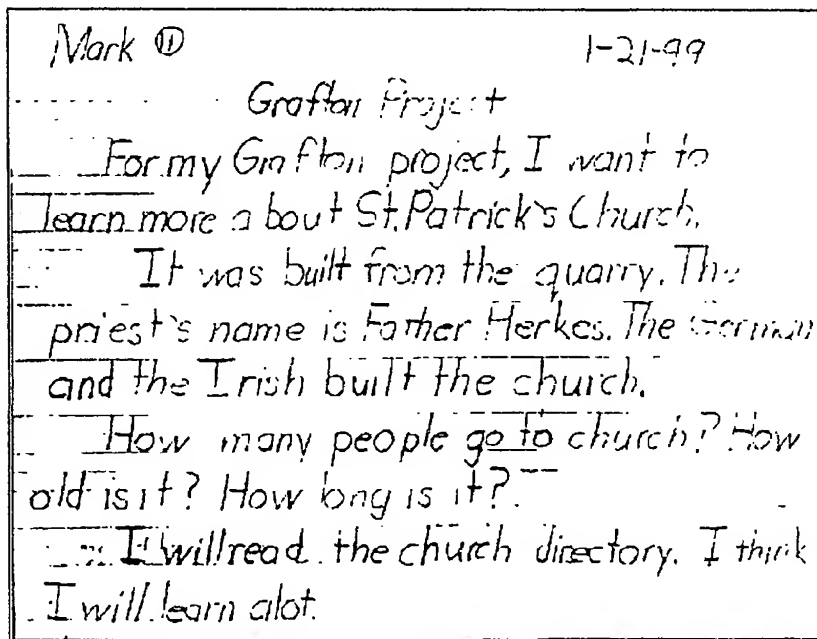 Mark ⑪ 1-21-99
Grafton Project
For my Grafton project, I want to
learn more about St. Patrick's Church.
It was built from the quarry. The
priest's name is Father Herkes. The German
and the Irish built the church.
How many people go to church? How
old is it? How long is it?
I will read the church directory. I think
I will learn alot.